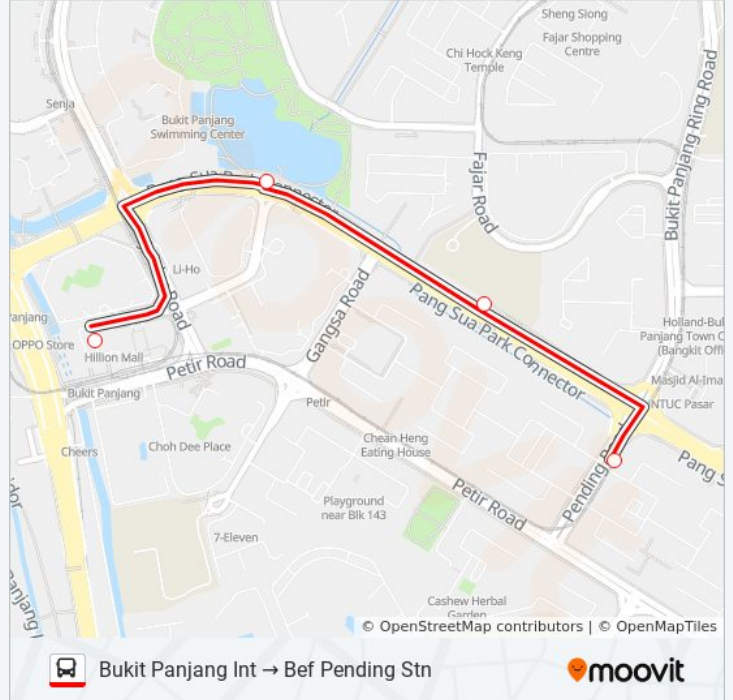 Sheng Siong
Fajar Shopping
Centre
Chi Hock Keng
Temple
Senja
Bukit Panjang
Swimming Center
Bukit Panjang Ring Road
Fajar Road
Li-Ho
Road
Gangsa Road
Pang Sua Park Connector
anjang
OPPO Store
Hillion Mall
Petir Road
Bukit Panjang
Petir
Holland-Buk
Panjang Town C
(Bangkit Offi
Masjid Al-Ima
NTUC Pasar
Choh Dee Place
Cheers
Chean Heng
Eating House
Pending Road
Pang S
Playground
near Blk 143
Petir Road
7-Eleven
Cashew Herbal
Garden
© OpenStreetMap contributors | © OpenMapTiles
Bukit Panjang Int → Bef Pending Stn
moovit